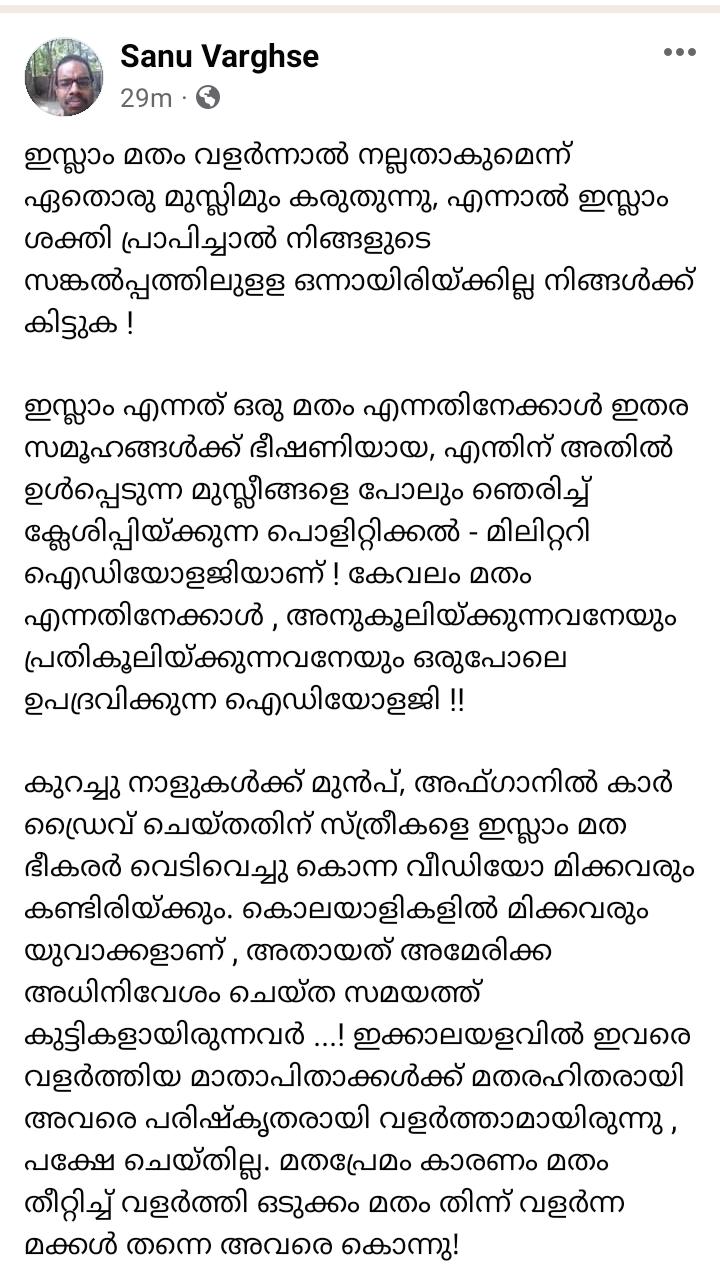 Sanu Varghse
29m ·
ഇസ്ലാം മതം വളർന്നാൽ നല്ലതാകുമെന്ന്
ഏതൊരു മുസ്ലിമും കരുതുന്നു, എന്നാൽ ഇസ്ലാം
ശക്തി പ്രാപിച്ചാൽ നിങ്ങളുടെ
സങ്കൽപ്പത്തിലുളള ഒന്നായിരിയ്ക്കില്ല നിങ്ങൾക്ക്
കിട്ടുക !
ഇസ്ലാം എന്നത് ഒരു മതം എന്നതിനേക്കാൾ ഇതര
സമൂഹങ്ങൾക്ക് ഭീഷണിയായ, എന്തിന് അതിൽ
ഉൾപ്പെടുന്ന മുസ്ലീങ്ങളെ പോലും ഞെരിച്ച്
ക്ലേശിപ്പിയ്ക്കുന്ന പൊളിറ്റിക്കൽ - മിലിറ്ററി
ഐഡിയോളജിയാണ് ! കേവലം മതം
എന്നതിനേക്കാൾ , അനുകൂലിയ്ക്കുന്നവനേയും
പ്രതികൂലിയ്ക്കുന്നവനേയും ഒരുപോലെ
ഉപദ്രവിക്കുന്ന ഐഡിയോളജി !!
കുറച്ചു നാളുകൾക്ക് മുൻപ്, അഫ്ഗാനിൽ കാർ
ഡ്രൈവ് ചെയ്തതിന് സ്ത്രീകളെ ഇസ്ലാം മത
ഭീകരർ വെടിവെച്ചു കൊന്ന വീഡിയോ മിക്കവരും
കണ്ടിരിയ്ക്കും. കൊലയാളികളിൽ മിക്കവരും
യുവാക്കളാണ് , അതായത് അമേരിക്ക
അധിനിവേശം ചെയ്ത സമയത്ത്
കുട്ടികളായിരുന്നവർ ...! ഇക്കാലയളവിൽ ഇവരെ
വളർത്തിയ മാതാപിതാക്കൾക്ക് മതരഹിതരായി
അവരെ പരിഷ്കൃതരായി വളർത്താമായിരുന്നു ,
പക്ഷേ ചെയ്തില്ല. മതപ്രേമം കാരണം മതം
തീറ്റിച്ച് വളർത്തി ഒടുക്കം മതം തിന്ന് വളർന്ന
മക്കൾ തന്നെ അവരെ കൊന്നു!